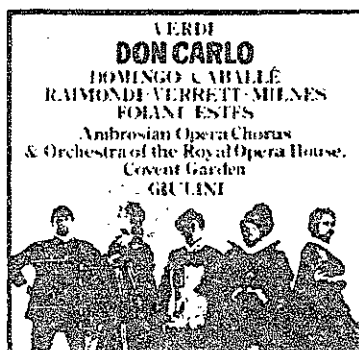 VERDI
DON CARLO
DOMINGO · CABALLÉ
RAIMONDI · VERRETT · MILNES
FOIANI · ESTES
Ambrosian Opera Chorus
& Orchestra of the Royal Opera House,
Covent Garden
GIULINI